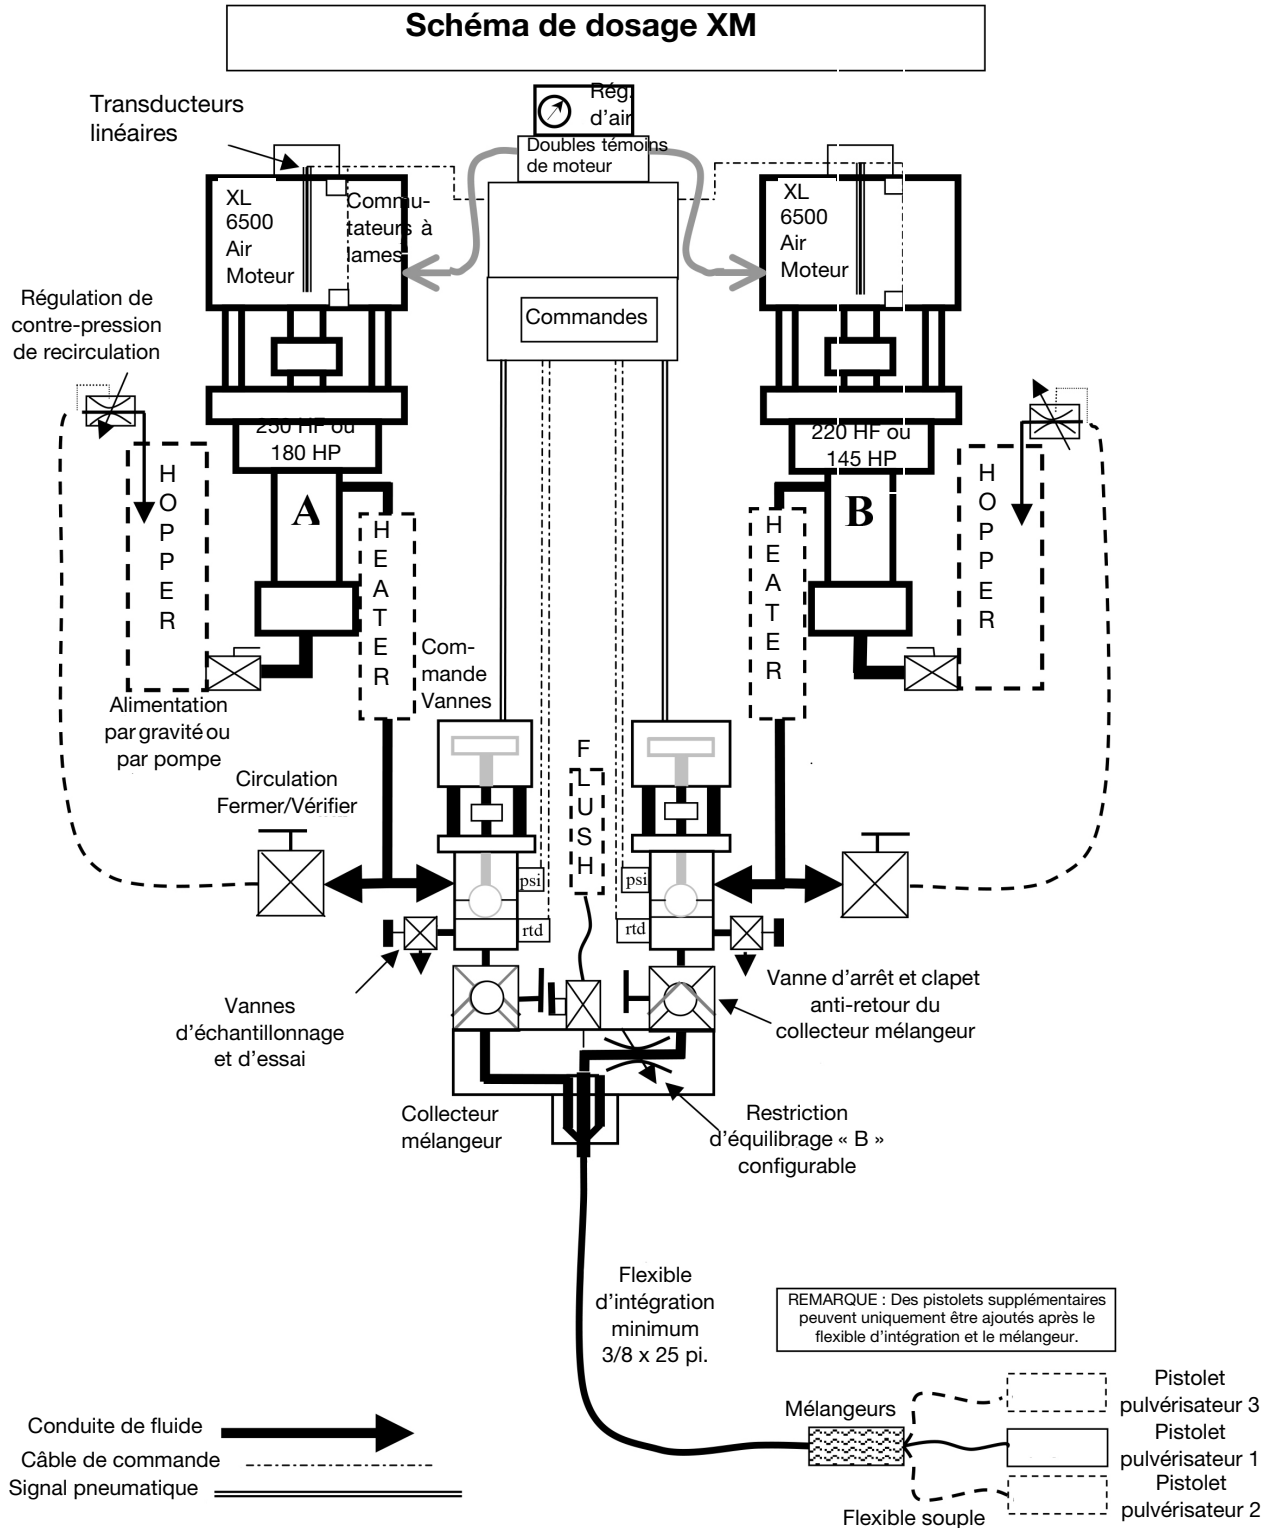 Schéma de dosage XM
Rég.
d'air
Transducteurs
linéaires
Doubles témoins
de moteur
XL
6500
Air
Moteur
Commu-
tateurs à
lames
XL
6500
Air
Moteur
Régulation de
contre-pression
de recirculation
Commandes
250 HF ou
180 HP
220 HF ou
145 HP
H
O
P
P
E
R
A
H
E
A
T
E
R
B
H
E
A
T
E
R
H
O
P
P
E
R
Com-
mande
Vannes
Alimentation
par gravité ou
par pompe
F
L
U
S
H
Circulation
Fermer/Vérifier
psi
psi
rtd
rtd
Vannes
d'échantillonnage
et d'essai
Vanne d'arrêt et clapet
anti-retour du
collecteur mélangeur
Collecteur
mélangeur
Restriction
d'équilibrage « B »
configurable
Flexible
d'intégration
minimum
3/8 x 25 pi.
REMARQUE : Des pistolets supplémentaires
peuvent uniquement être ajoutés après le
flexible d'intégration et le mélangeur.
Pistolet
pulvérisateur 3
Mélangeurs
Pistolet
pulvérisateur 1
Pistolet
pulvérisateur 2
Flexible souple
Conduite de fluide
Câble de commande
Signal pneumatique